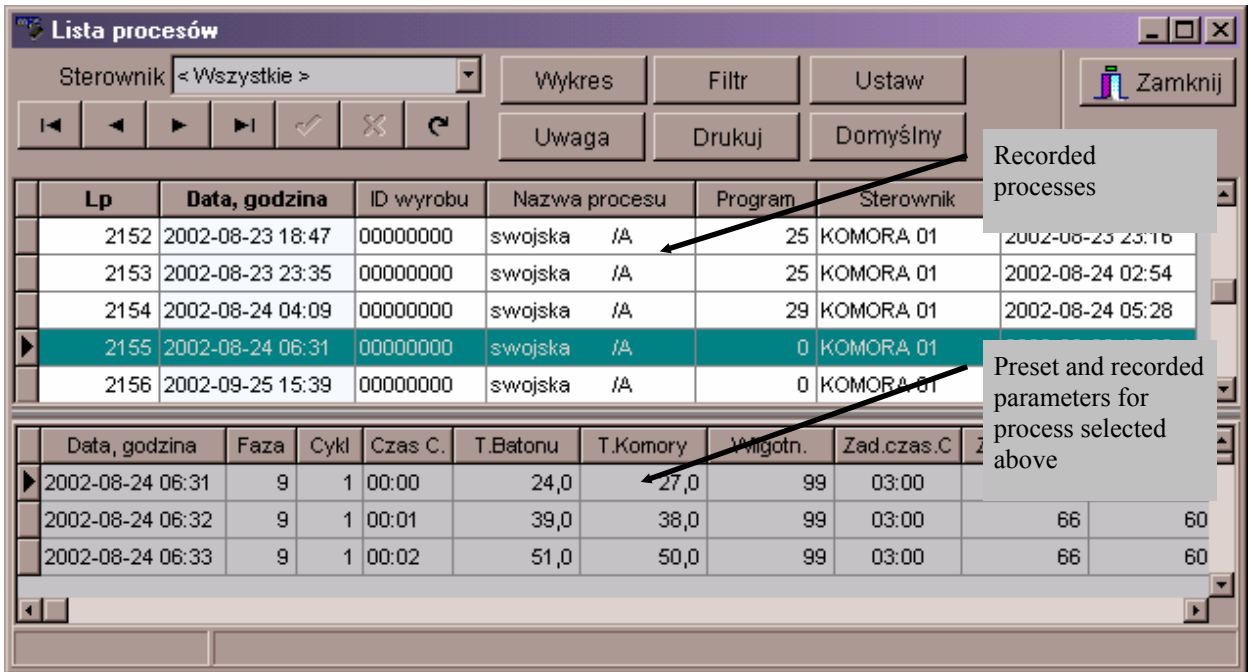 Lista procesów
Sterownik < Wszystkie > Wykres Filtr Ustaw Zamknij
Uwaga Drukuj Domyślny
Recorded
processes
Lp Data, godzina ID wyrobu Nazwa procesu Program Sterownik
2152 2002-08-23 18:47 00000000 swojska /A 25 KOMORA 01 2002-08-23 23:16
2153 2002-08-23 23:35 00000000 swojska /A 25 KOMORA 01 2002-08-24 02:54
2154 2002-08-24 04:09 00000000 swojska /A 29 KOMORA 01 2002-08-24 05:28
2155 2002-08-24 06:31 00000000 swojska /A 0 KOMORA 01
2156 2002-09-25 15:39 00000000 swojska /A 0 KOMORA 01
Preset and recorded
parameters for
process selected
above
Data, godzina Faza Cykl Czas C. T.Batonu T.Komory Wilgotn. Zad.czas.C
2002-08-24 06:31 9 1 00:00 24,0 27,0 99 03:00
2002-08-24 06:32 9 1 00:01 39,0 38,0 99 03:00 66 60
2002-08-24 06:33 9 1 00:02 51,0 50,0 99 03:00 66 60